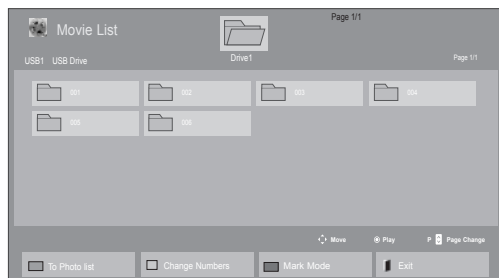 Page 1/1
Movie List
Drive1
USB1 USB Drive
Page 1/1
001 002 003 004
005 006
Move Play P Page Change
To Photo list Change Numbers Mark Mode Exit